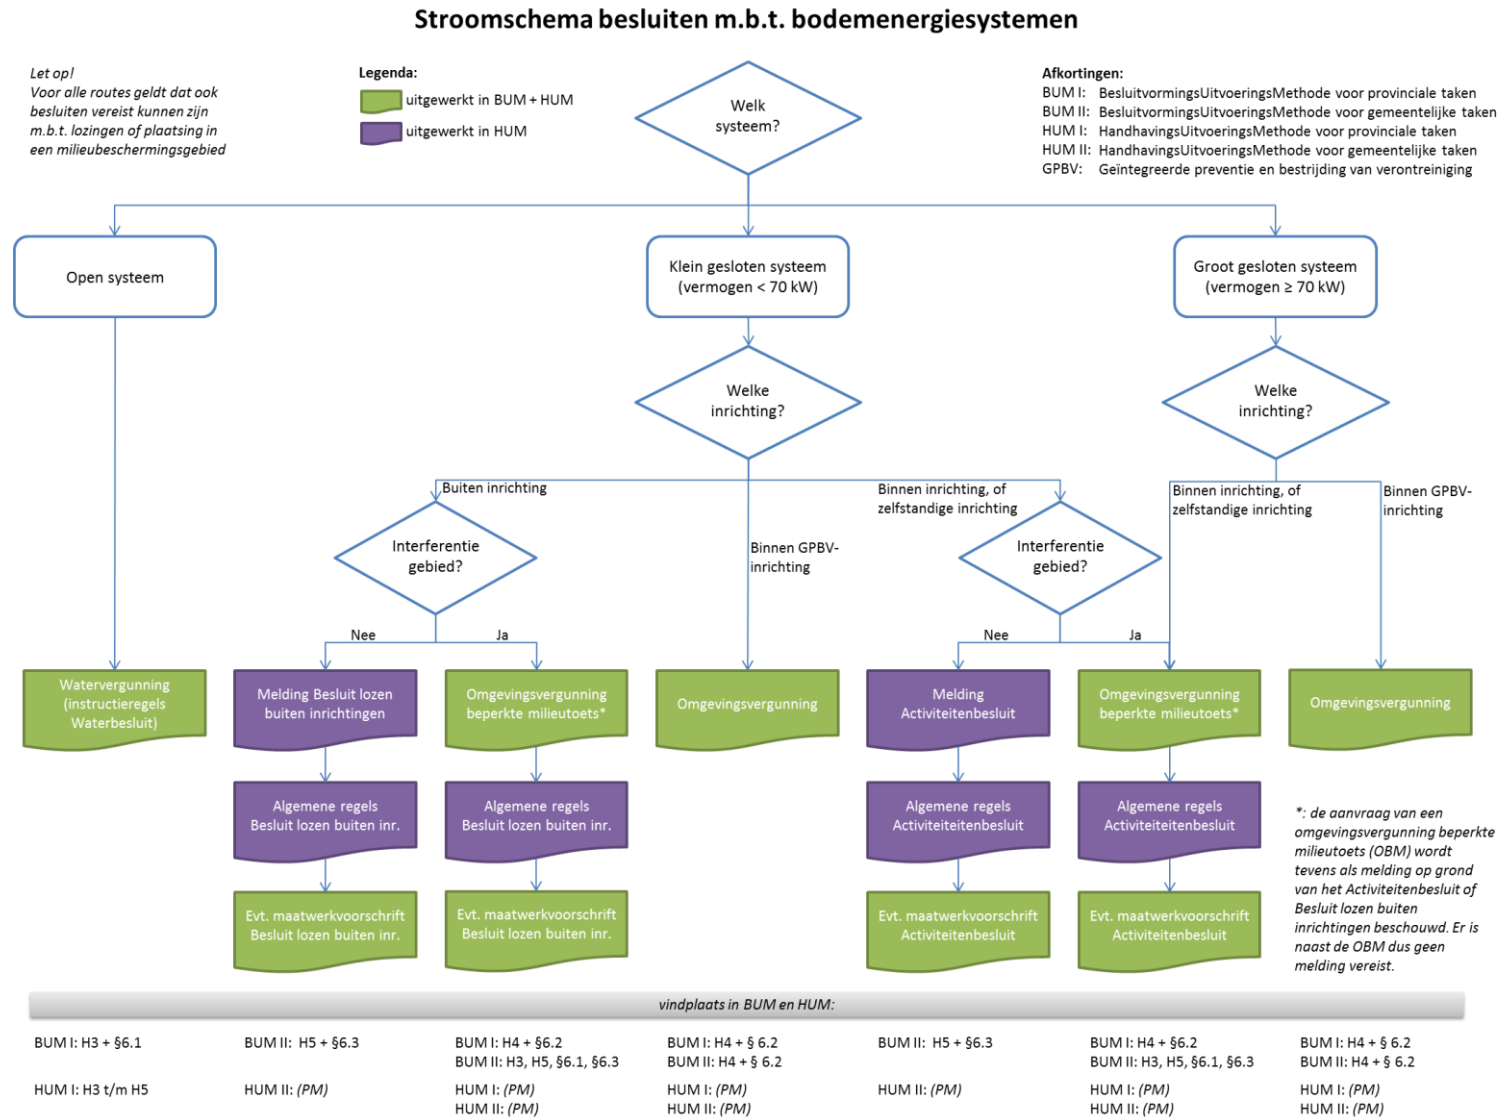 Stroomschema besluiten m.b.t. bodemenergiesystemen
Let op!
Voor alle routes geldt dat ook
besluiten vereist kunnen zijn
m.b.t. lozingen of plaatsing in
een milieubeschermingsgebied
Legenda:
uitgewerkt in BUM + HUM
uitgewerkt in HUM
Welk
systeem?
Afkortingen:
BUM I: BesluitvormingsUitvoeringsMethode voor provinciale taken
BUM II: BesluitvormingsUitvoeringsMethode voor gemeentelijke taken
HUM I: HandhavingsUitvoeringsMethode voor provinciale taken
HUM II: HandhavingsUitvoeringsMethode voor gemeentelijke taken
GPBV: Geïntegreerde preventie en bestrijding van verontreiniging
Open systeem
Klein gesloten systeem
(vermogen < 70 kW)
Groot gesloten systeem
(vermogen ≥ 70 kW)
Welke
inrichting?
Welke
inrichting?
Buiten inrichting
Binnen GPBV-
inrichting
Binnen inrichting, of
zelfstandige inrichting
Binnen inrichting, of
zelfstandige inrichting
Binnen GPBV-
inrichting
Interferentie
gebied?
Interferentie
gebied?
Nee
Ja
Nee
Ja
Watervergunning
(instructieregels
Waterbesluit)
Melding Besluit lozen
buiten inrichtingen
Omgevingsvergunning
beperkte milieutoets*
Omgevingsvergunning
Melding
Activiteitenbesluit
Omgevingsvergunning
beperkte milieutoets*
Omgevingsvergunning
Algemene regels
Besluit lozen buiten inr.
Algemene regels
Besluit lozen buiten inr.
Algemene regels
Activiteiteitenbesluit
Algemene regels
Activiteitenbesluit
Evt. maatwerkvoorschrift
Besluit lozen buiten inr.
Evt. maatwerkvoorschrift
Besluit lozen buiten inr.
Evt. maatwerkvoorschrift
Activiteitenbesluit
Evt. maatwerkvoorschrift
Activiteitenbesluit
*: de aanvraag van een
omgevingsvergunning beperkte
milieutoets (OBM) wordt
tevens als melding op grond
van het Activiteitenbesluit of
Besluit lozen buiten
inrichtingen beschouwd. Er is
naast de OBM dus geen
melding vereist.
vindplaats in BUM en HUM:
BUM I: H3 + §6.1
HUM I: H3 t/m H5
BUM II: H5 + §6.3
HUM II: (PM)
BUM I: H4 + §6.2
BUM II: H3, H5, §6.1, §6.3
HUM I: (PM)
HUM II: (PM)
BUM I: H4 + § 6.2
BUM II: H4 + § 6.2
HUM I: (PM)
HUM II: (PM)
BUM II: H5 + §6.3
HUM II: (PM)
BUM I: H4 + §6.2
BUM II: H3, H5, §6.1, §6.3
HUM I: (PM)
HUM II: (PM)
BUM I: H4 + § 6.2
BUM II: H4 + § 6.2
HUM I: (PM)
HUM II: (PM)